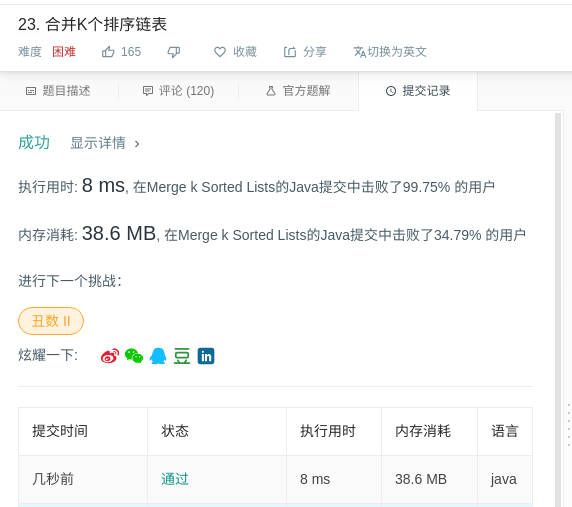 23. 合并K个排序链表
难度 困难 165 收藏 分享 切换为英文
题目描述 评论 (120) 官方题解 提交记录
成功 显示详情 >
执行用时: 8 ms, 在Merge k Sorted Lists的Java提交中击败了99.75% 的用户
内存消耗: 38.6 MB, 在Merge k Sorted Lists的Java提交中击败了34.79% 的用户
进行下一个挑战:
丑数 II
炫耀一下:
提交时间 状态 执行用时 内存消耗 语言
几秒前 通过 8 ms 38.6 MB java